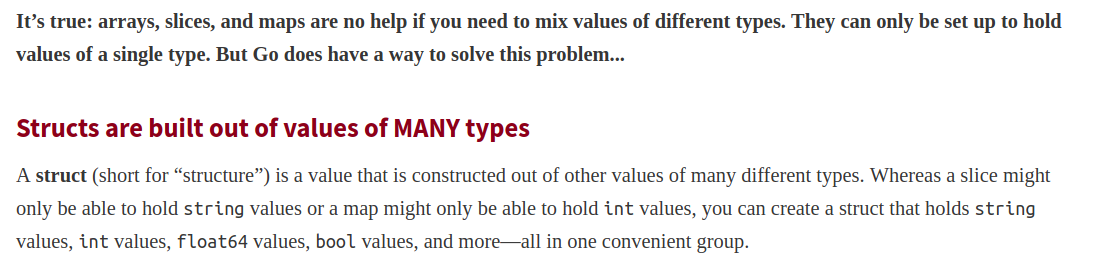 It’s true: arrays, slices, and maps are no help if you need to mix values of different types. They can only be set up to hold
values of a single type. But Go does have a way to solve this problem...
Structs are built out of values of MANY types
A struct (short for “structure”) is a value that is constructed out of other values of many different types. Whereas a slice might
only be able to hold string values or a map might only be able to hold int values, you can create a struct that holds string
values, int values, float64 values, bool values, and more—all in one convenient group.